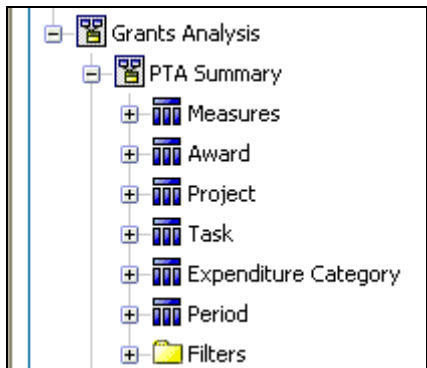 Grants Analysis
PTA Summary
Measures
Award
Project
Task
Expenditure Category
Period
Filters